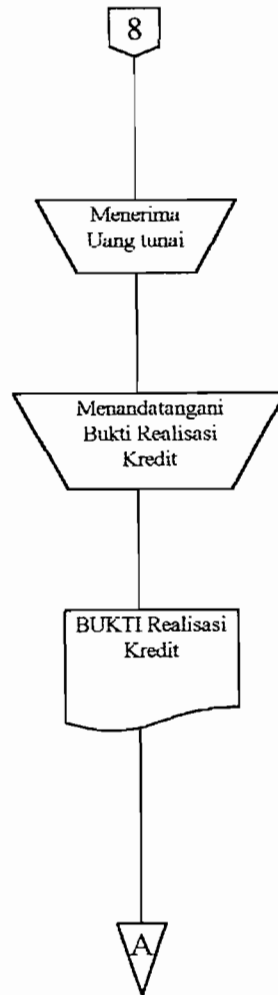 8
Menerima
Uang tunai
Menandatangani
Bukti Realisasi
Kredit
BUKTI Realisasi
Kredit
A